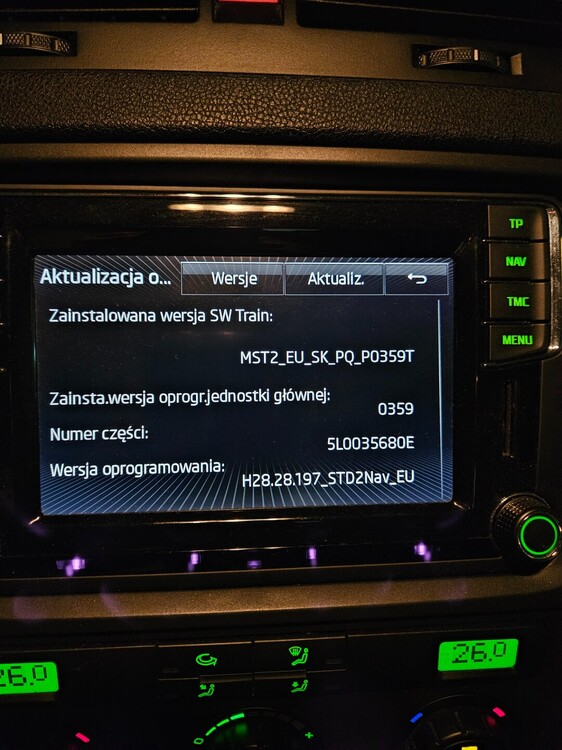 TP
Aktualizacja o...
Wersje
Aktualiz.
NAV
Zainstalowana wersja SW Train:
TMC
MST2_EU_SK_PQ_P0359T
MENU
Zainsta.wersja oprogr.jednostki głównej:
0359
Numer części:
5L0035680E
Wersja oprogramowania:
H28.28.197_STD2Nav_EU
26.0
26.0